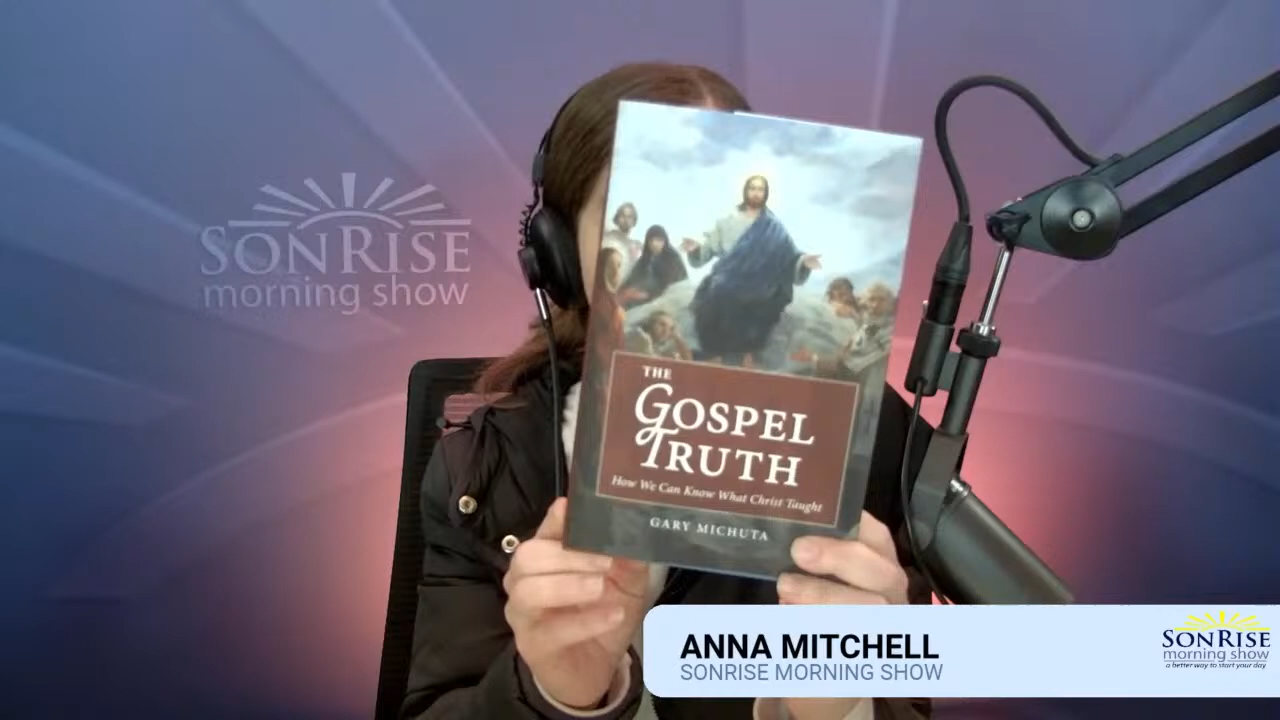 SONRISE
morning show
THE
GOSPEL
TRUTH
How We Can Know What Christ Taught
GARY MICHUTA
ANNA MITCHELL
SONRISE MORNING SHOW
SONRISE
morning show
a better way to start your day